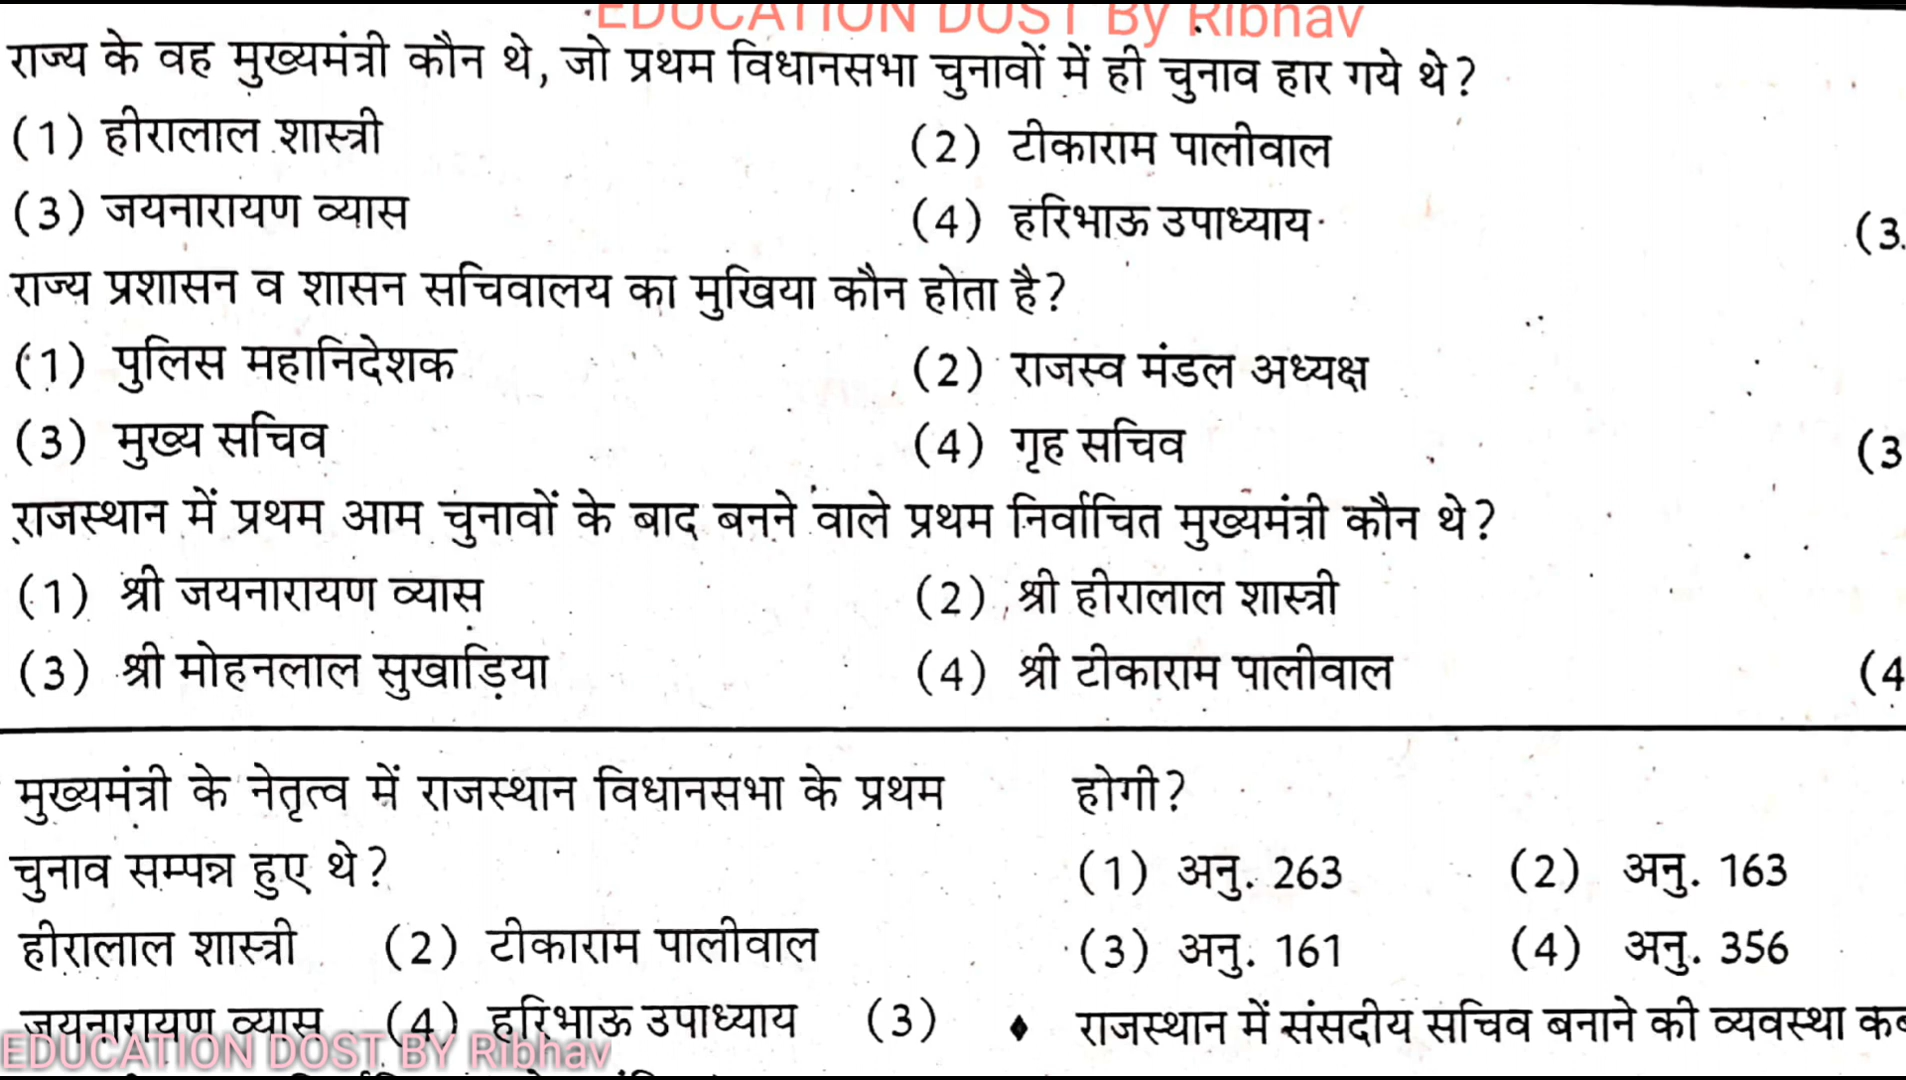 EDUCATION DOST By Ribhav
राज्य के वह मुख्यमंत्री कौन थे, जो प्रथम विधानसभा चुनावों में ही चुनाव हार गये थे?
(1) हीरालाल शास्त्री (2) टीकाराम पालीवाल
(3) जयनारायण व्यास (4) हरिभाऊ उपाध्याय (3
राज्य प्रशासन व शासन सचिवालय का मुखिया कौन होता है?
(1) पुलिस महानिदेशक (2) राजस्व मंडल अध्यक्ष
(3) मुख्य सचिव (4) गृह सचिव (3
राजस्थान में प्रथम आम चुनावों के बाद बनने वाले प्रथम निर्वाचित मुख्यमंत्री कौन थे?
(1) श्री जयनारायण व्यास (2) श्री हीरालाल शास्त्री
(3) श्री मोहनलाल सुखाड़िया (4) श्री टीकाराम पालीवाल (4
मुख्यमंत्री के नेतृत्व में राजस्थान विधानसभा के प्रथम
चुनाव सम्पन्न हुए थे?
हीरालाल शास्त्री (2) टीकाराम पालीवाल
जयनारायण व्यास (4) हरिभाऊ उपाध्याय (3)
होगी?
(1) अनु. 263 (2) अनु. 163
(3) अनु. 161 (4) अनु. 356
♦ राजस्थान में संसदीय सचिव बनाने की व्यवस्था
EDUCATION DOST BY Ribhav